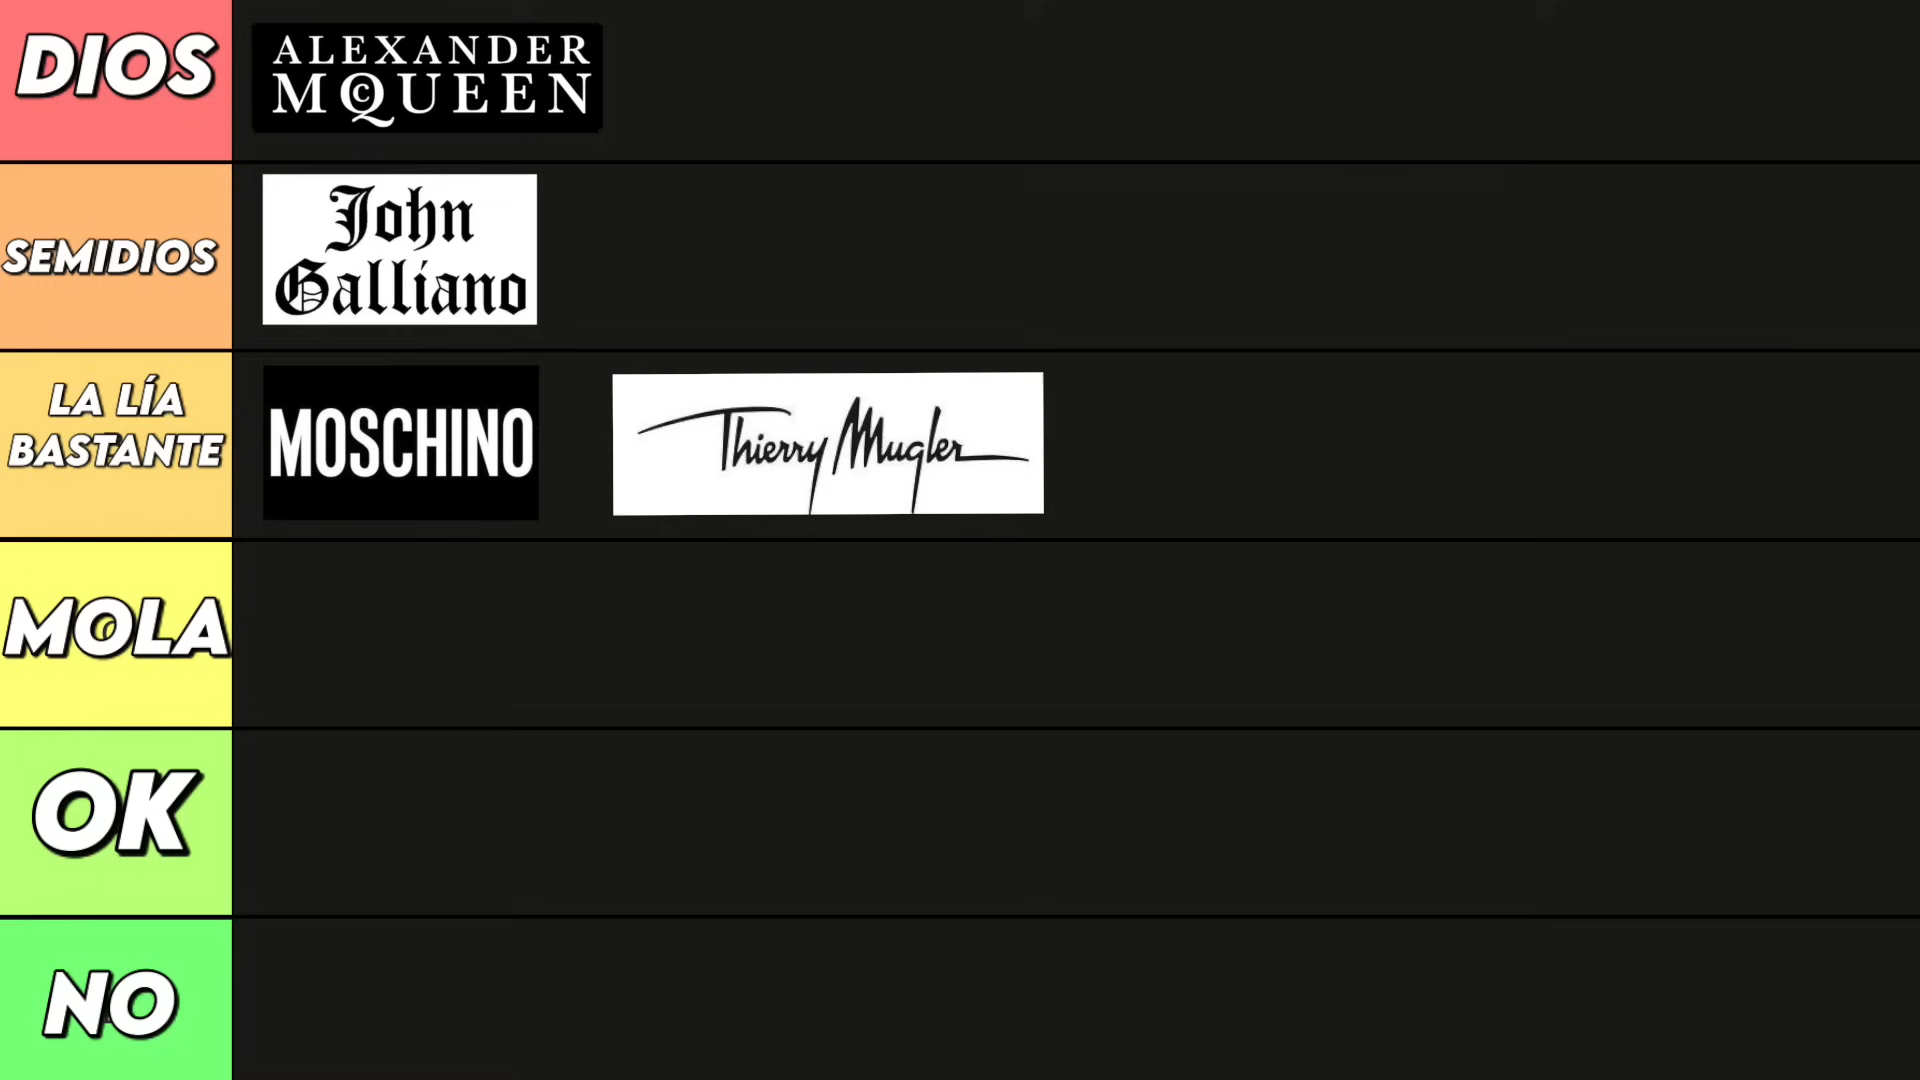 DIOS
ALEXANDER
MCQUEEN
SEMIDIOS
John
Galliano
LA LÍA
BASTANTE
MOSCHINO
Thierry Mugler
MOLA
OK
NO